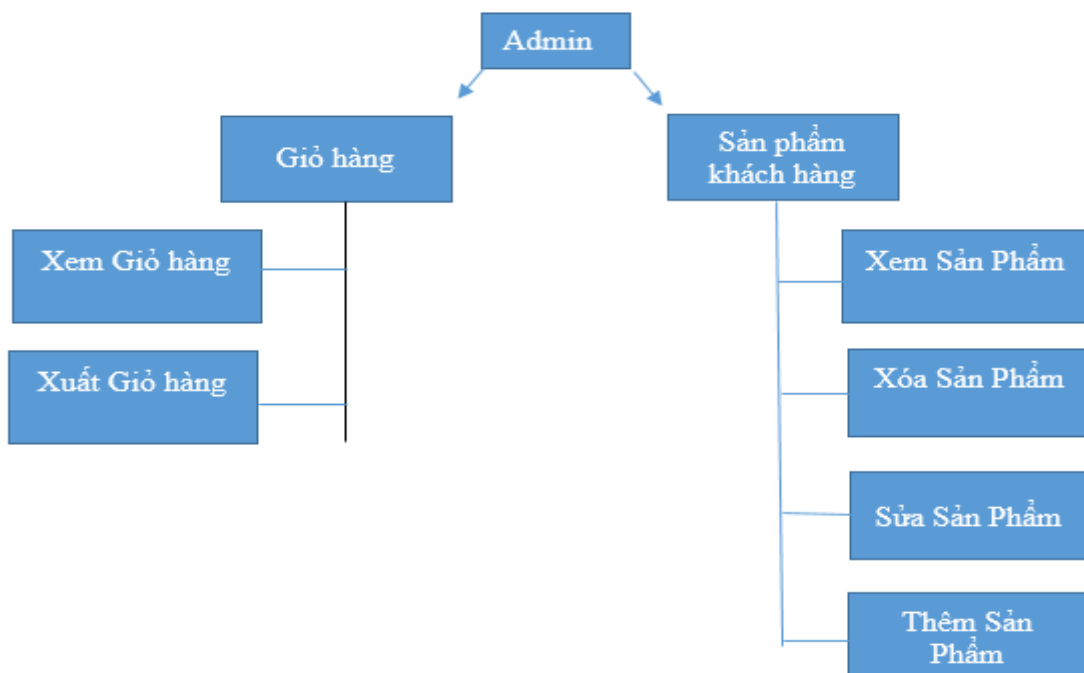 Admin
Giỏ hàng
Sản phẩm
khách hàng
Xem Giỏ hàng
Xuất Giỏ hàng
Xem Sản Phẩm
Xóa Sản Phẩm
Sửa Sản Phẩm
Thêm Sản
Phẩm